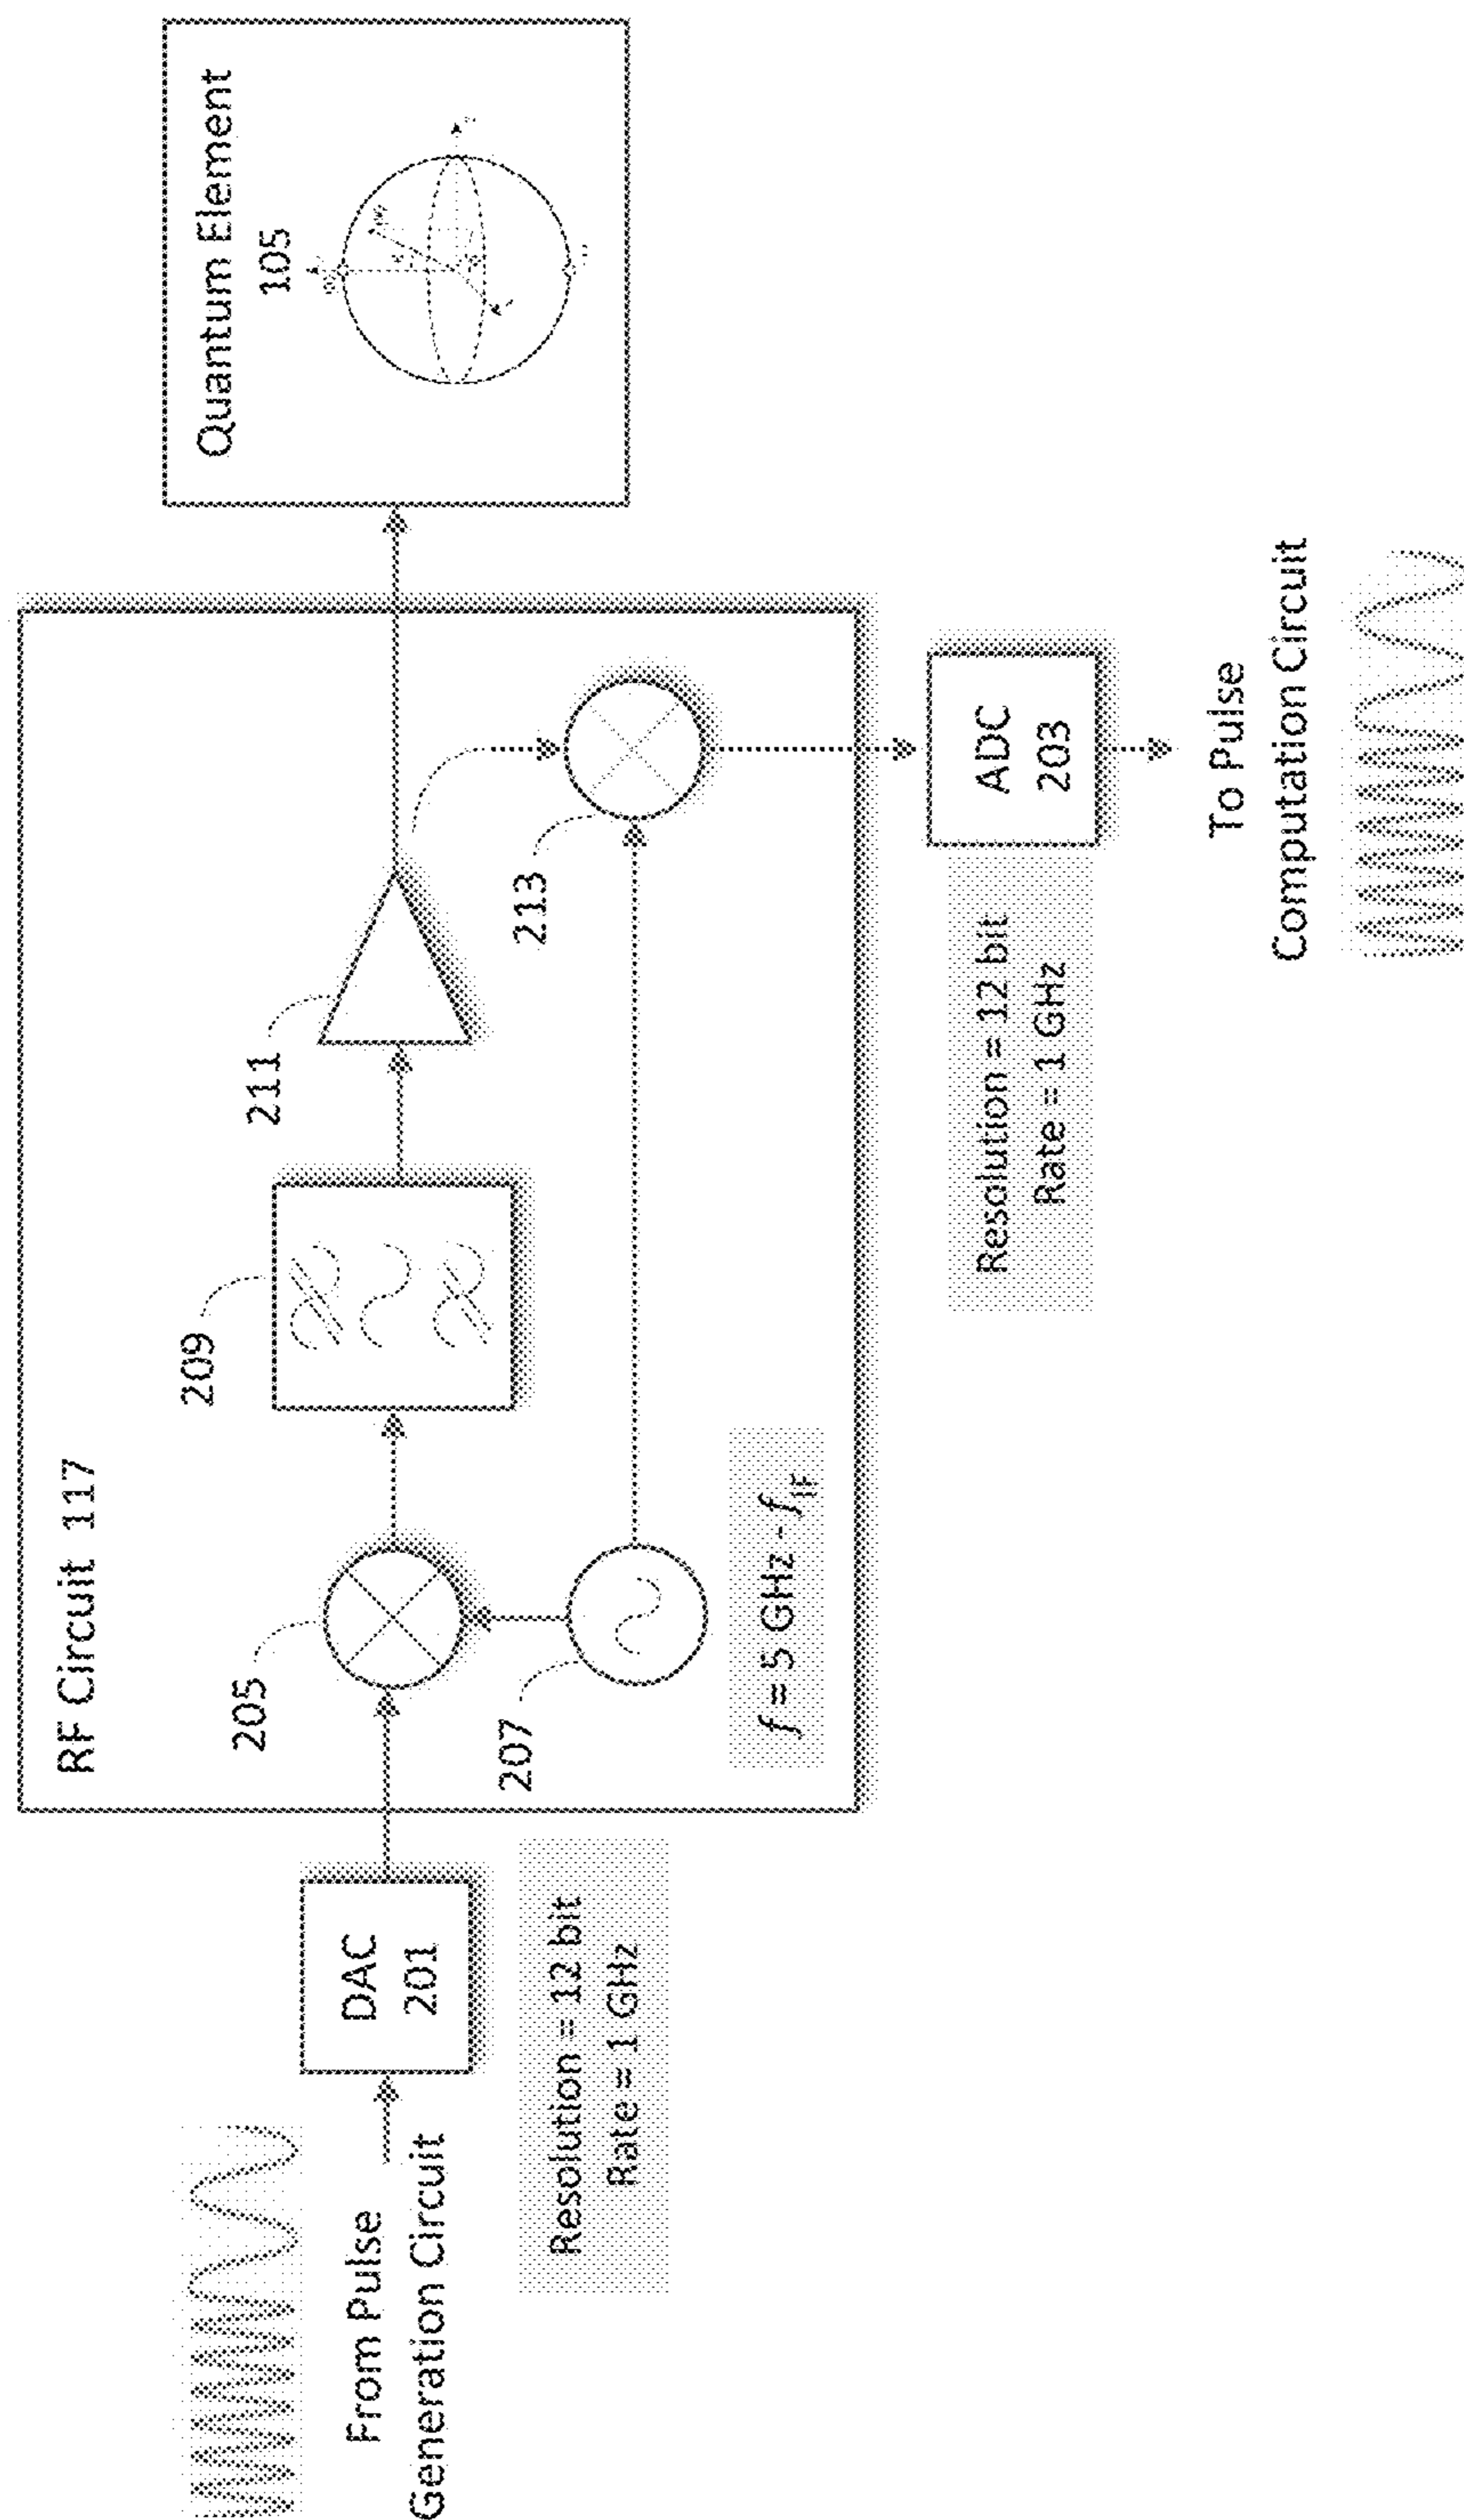 From Pulse
Generation Circuit
DAC
201
Resolution = 12 bit
Rate = 1 GHz
RF Circuit 117
205
207
f = 5 GHz - fIF
209
211
213
Quantum Element
105
ADC
203
Resolution = 12 bit
Rate = 1 GHz
To Pulse
Computation Circuit